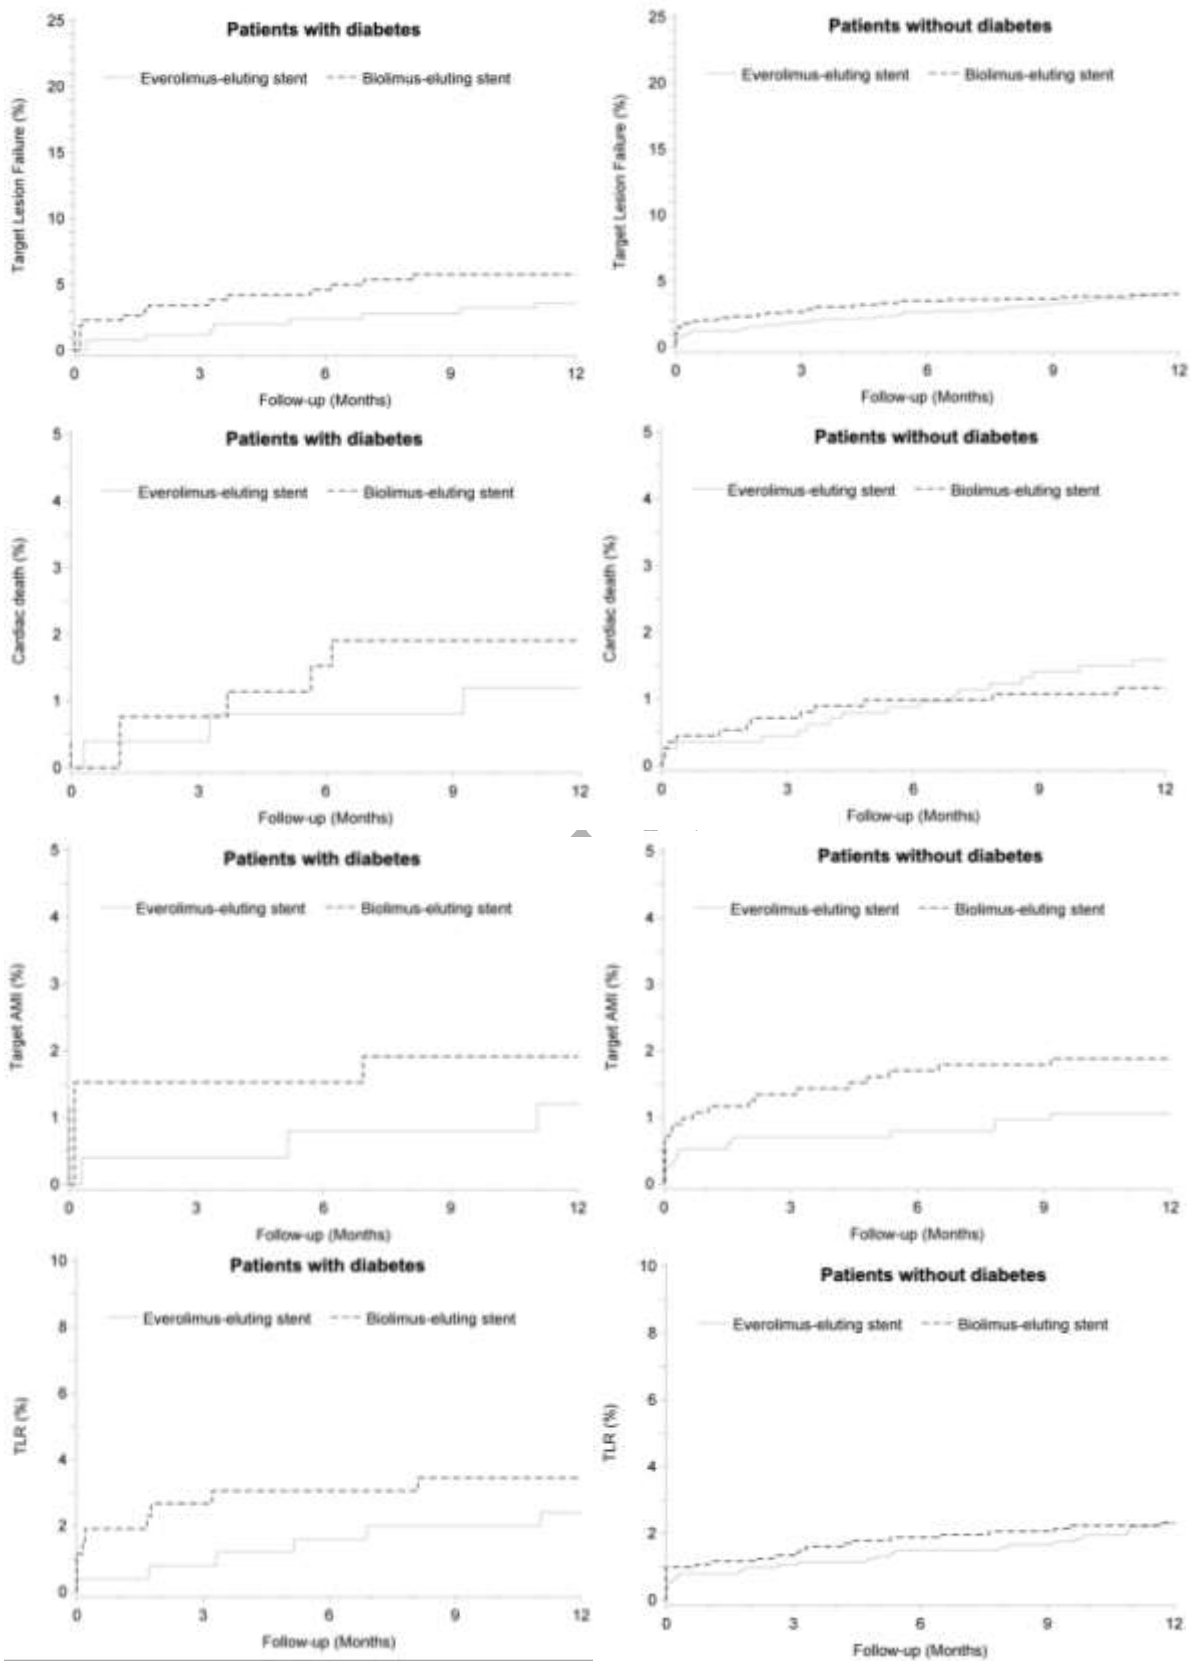 Patients with diabetes
Everolimus-eluting stent Biolimus-eluting stent
Target Lesion Failure (%)
25
20
15
10
5
0
0 3 6 9 12
Follow-up (Months)
Patients without diabetes
Everolimus-eluting stent Biolimus-eluting stent
Target Lesion Failure (%)
25
20
15
10
5
0
0 3 6 9 12
Follow-up (Months)
Patients with diabetes
Everolimus-eluting stent Biolimus-eluting stent
Cardiac death (%)
5
4
3
2
1
0
0 3 6 9 12
Follow-up (Months)
Patients without diabetes
Everolimus-eluting stent Biolimus-eluting stent
Cardiac death (%)
5
4
3
2
1
0
0 3 6 9 12
Follow-up (Months)
Patients with diabetes
Everolimus-eluting stent Biolimus-eluting stent
Target AMI (%)
5
4
3
2
1
0
0 3 6 9 12
Follow-up (Months)
Patients without diabetes
Everolimus-eluting stent Biolimus-eluting stent
Target AMI (%)
5
4
3
2
1
0
0 3 6 9 12
Follow-up (Months)
Patients with diabetes
Everolimus-eluting stent Biolimus-eluting stent
TLR (%)
10
8
6
4
2
0
0 3 6 9 12
Follow-up (Months)
Patients without diabetes
Everolimus-eluting stent Biolimus-eluting stent
TLR (%)
10
8
6
4
2
0
0 3 6 9 12
Follow-up (Months)